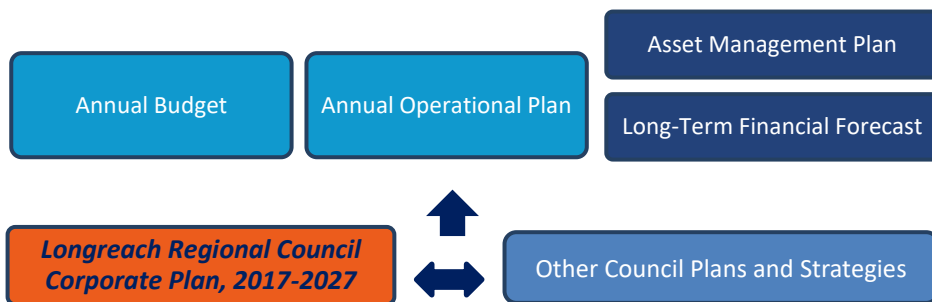 Asset Management Plan
Annual Budget
Annual Operational Plan
Long-Term Financial Forecast
Longreach Regional Council
Corporate Plan, 2017-2027
Other Council Plans and Strategies